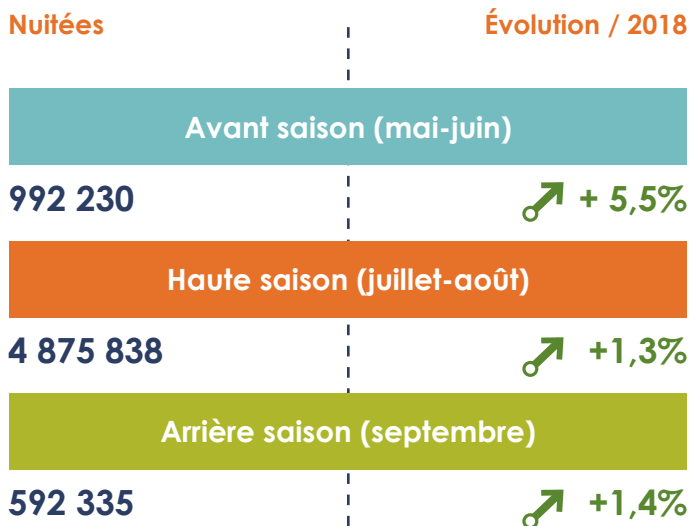 Nuitées Évolution / 2018
Avant saison (mai-juin)
992 230 + 5,5%
Haute saison (juillet-août)
4 875 838 +1,3%
Arrière saison (septembre)
592 335 +1,4%